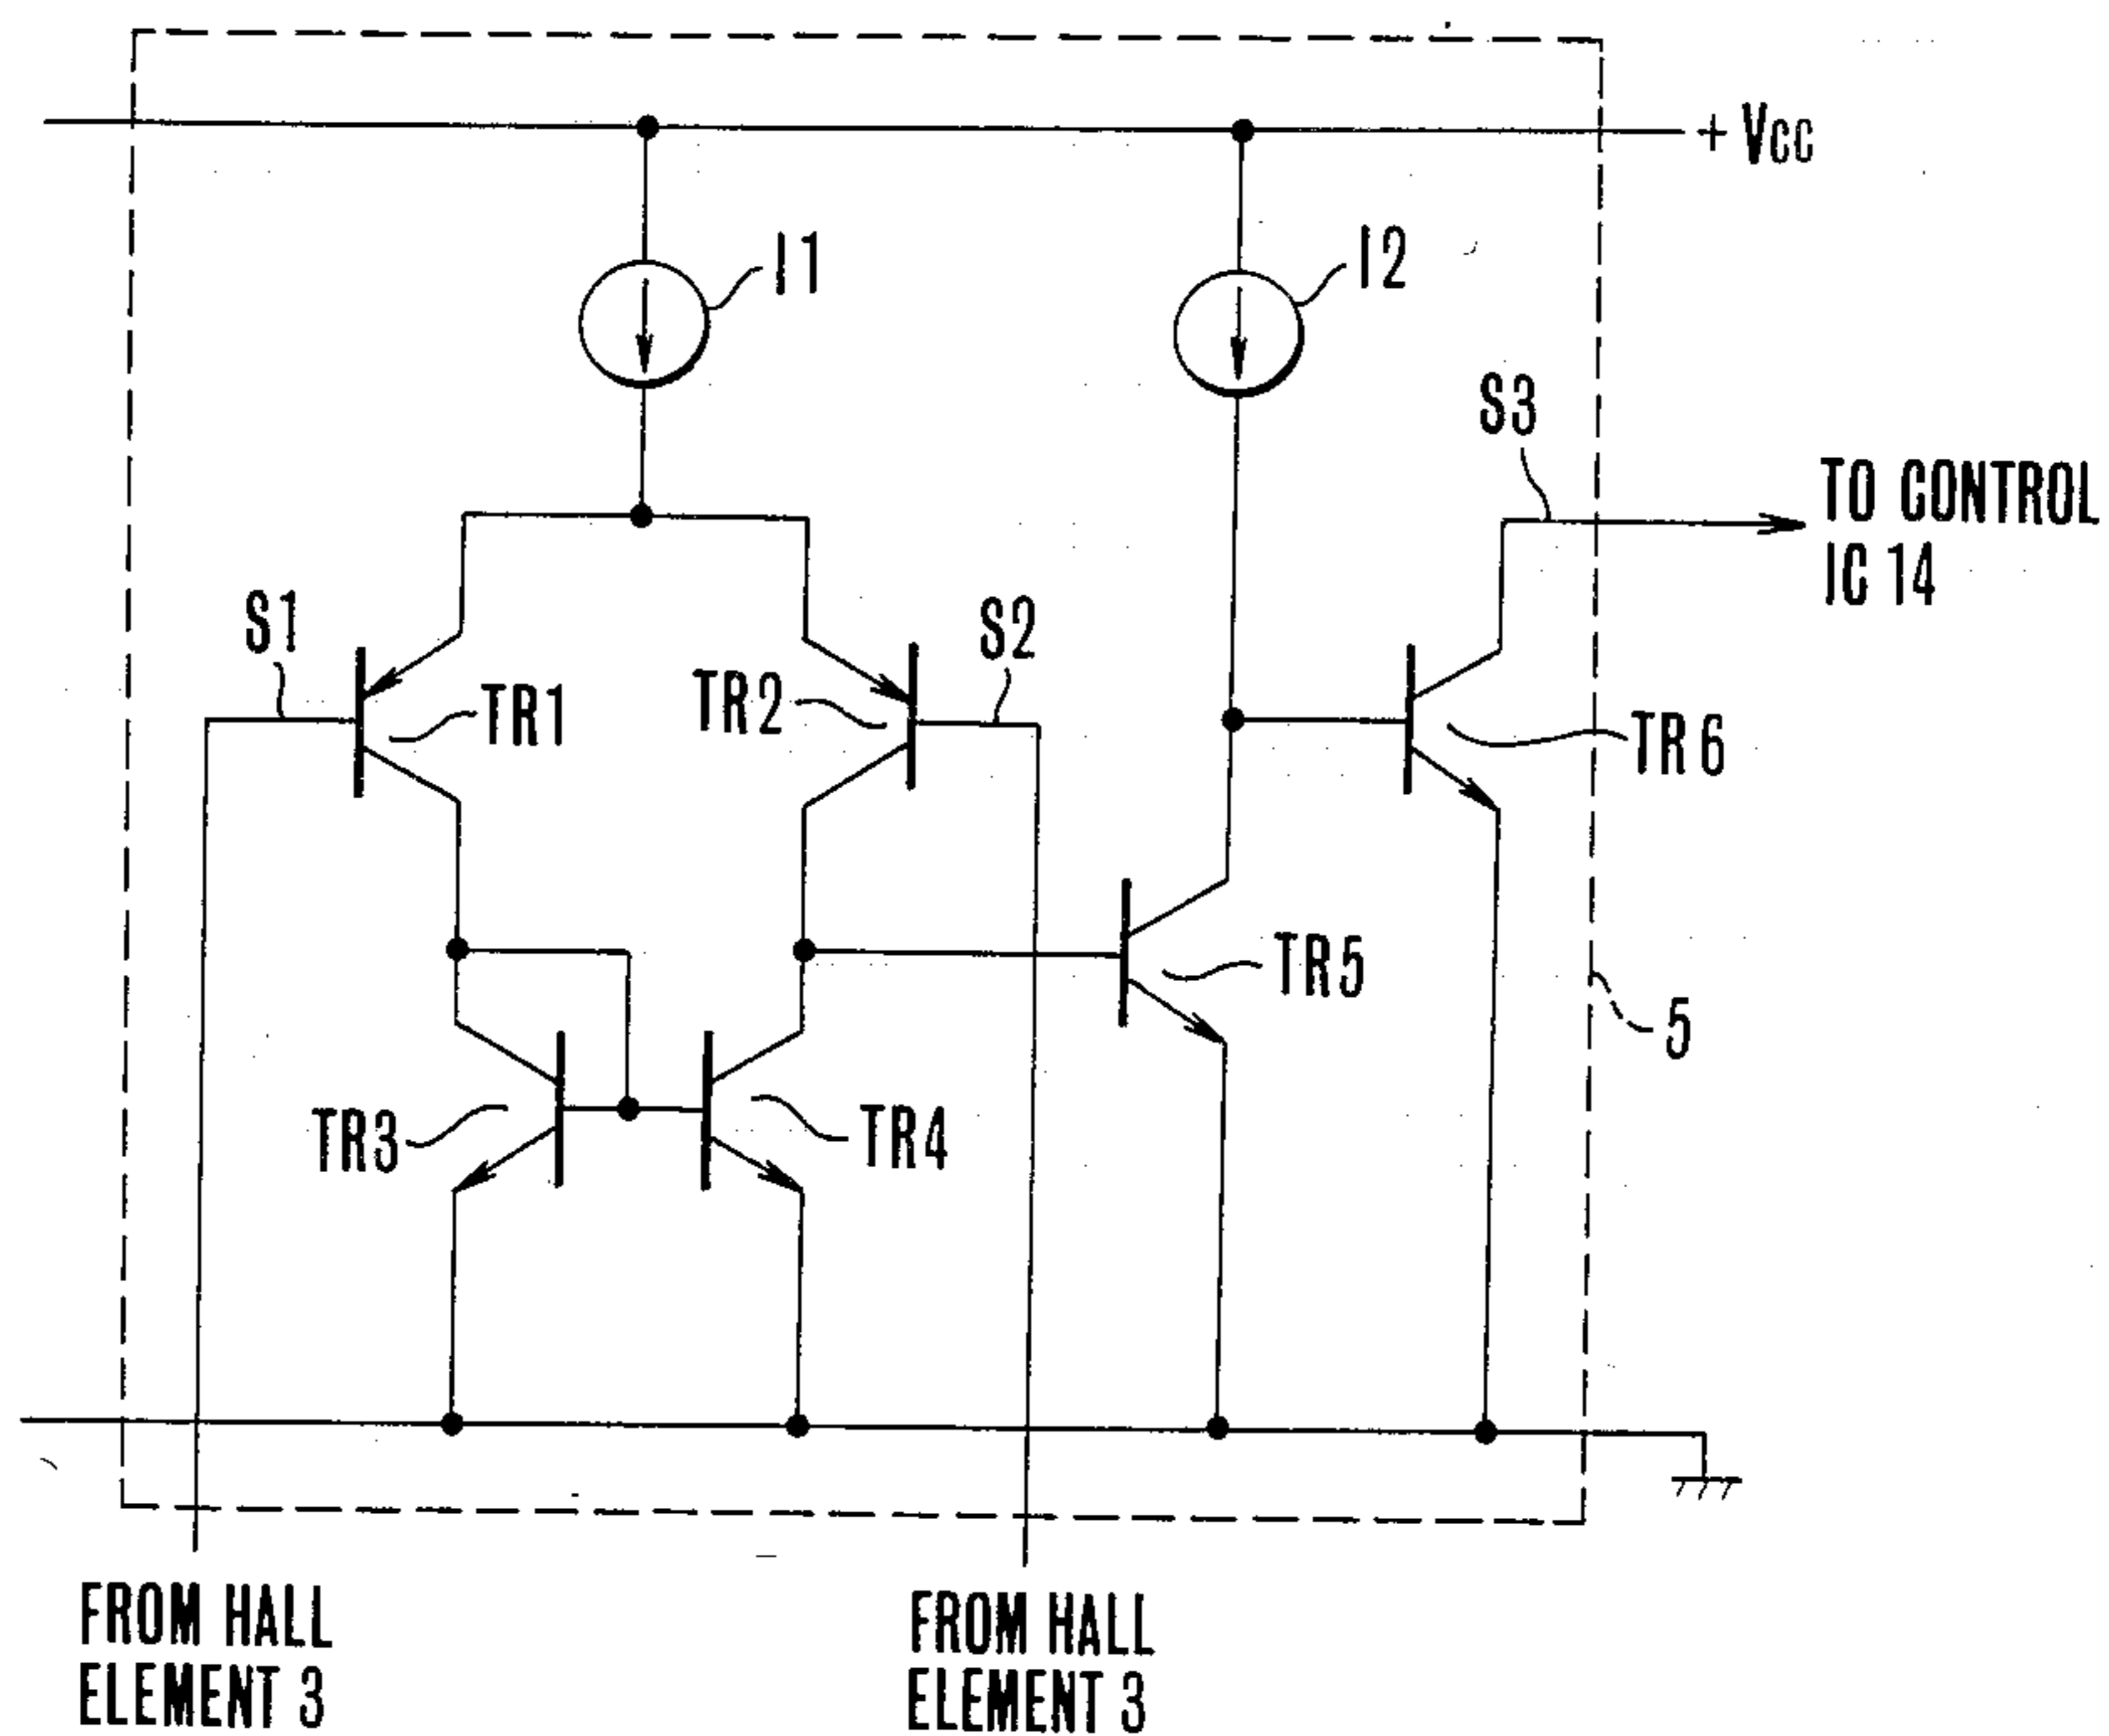 + Vcc
I1
I2
S3
TO CONTROL
IC 14
S1
S2
TR1
TR2
TR6
TR5
5
TR3
TR4
FROM HALL
ELEMENT 3
FROM HALL
ELEMENT 3